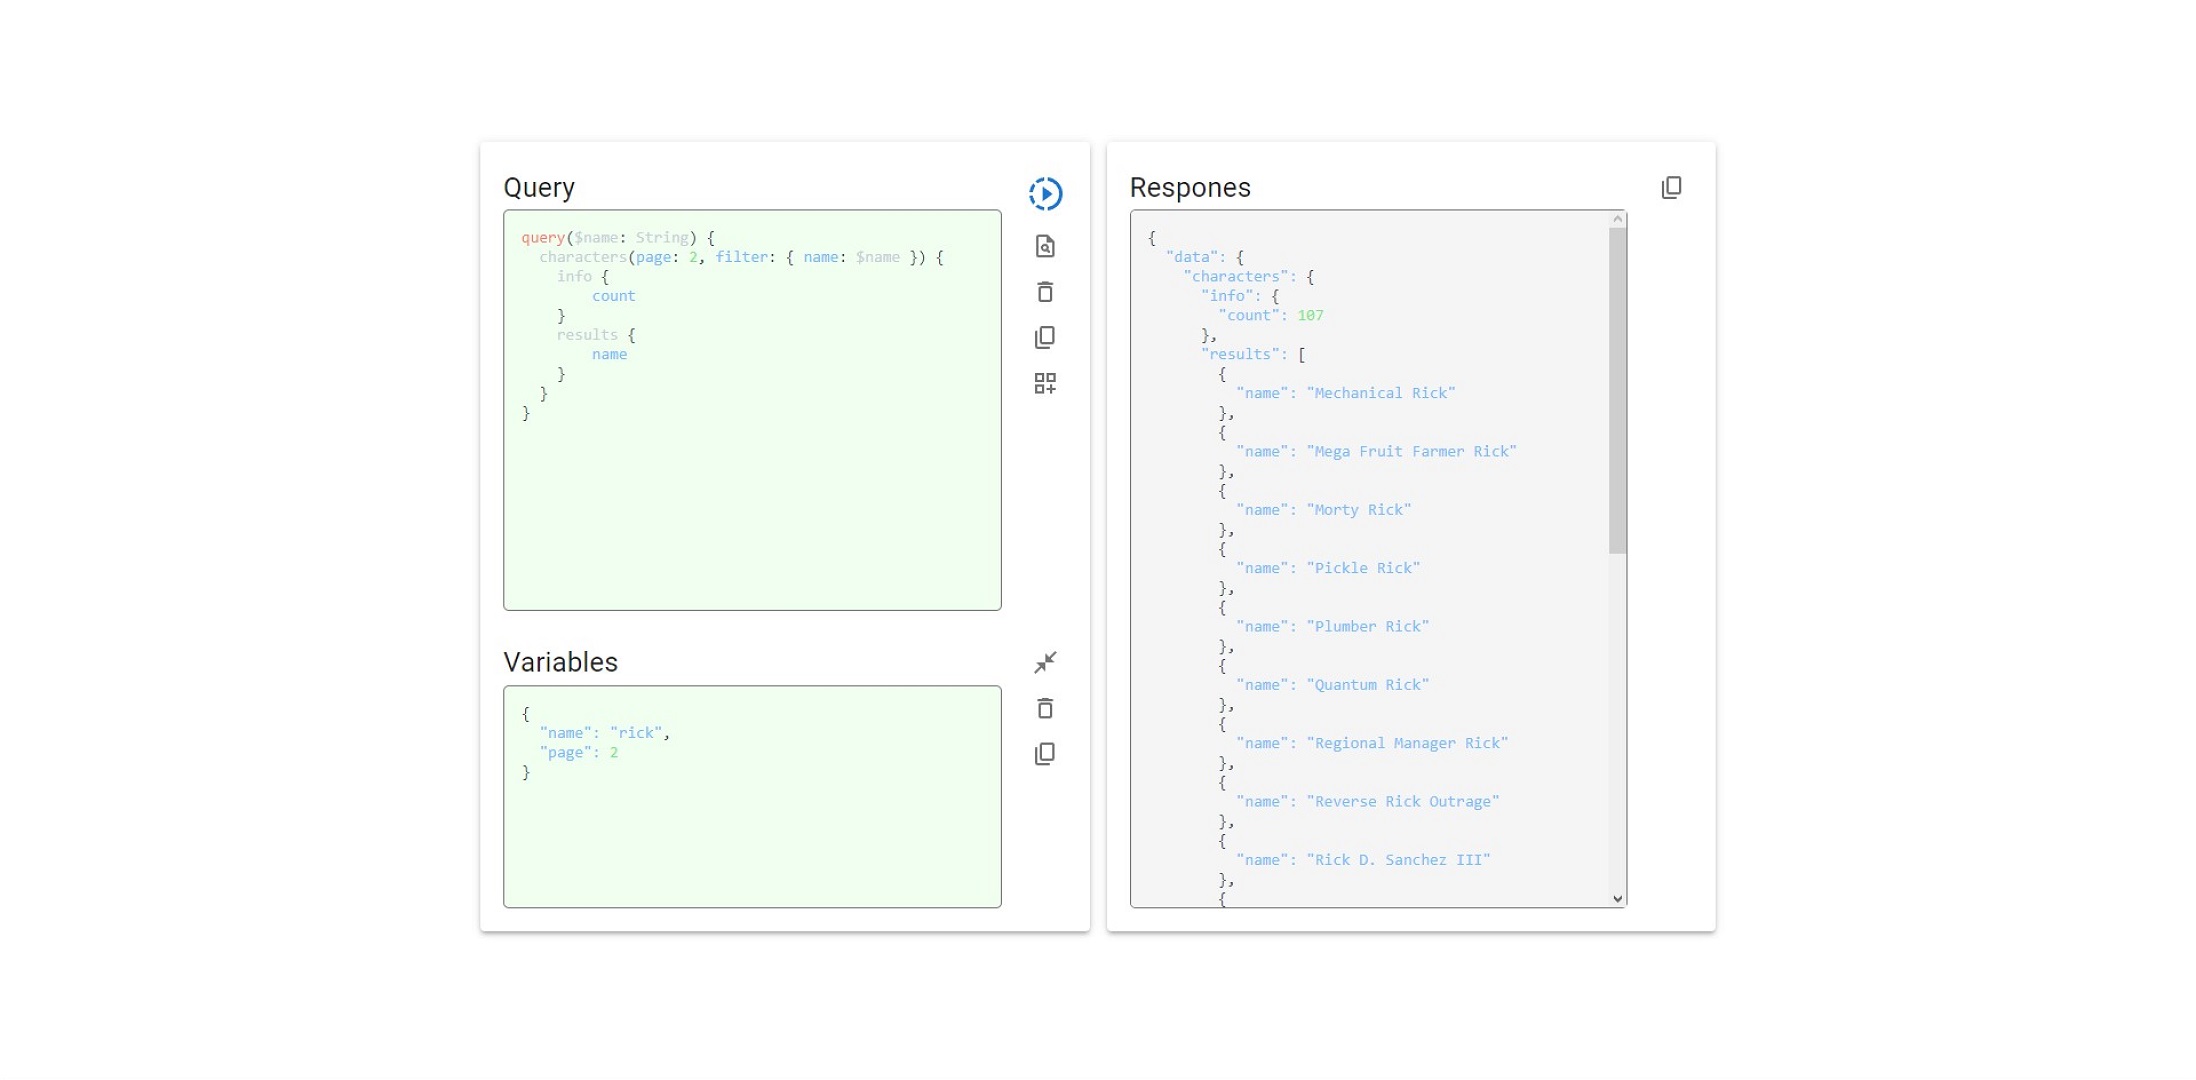 Query
query($name: String) {
  characters(page: 2, filter: { name: $name }) {
    info {
        count
    }
    results {
        name
    }
  }
}
Variables
{
  "name": "rick",
  "page": 2
}
Respones
{
  "data": {
    "characters": {
      "info": {
        "count": 107
      },
      "results": [
        {
          "name": "Mechanical Rick"
        },
        {
          "name": "Mega Fruit Farmer Rick"
        },
        {
          "name": "Morty Rick"
        },
        {
          "name": "Pickle Rick"
        },
        {
          "name": "Plumber Rick"
        },
        {
          "name": "Quantum Rick"
        },
        {
          "name": "Regional Manager Rick"
        },
        {
          "name": "Reverse Rick Outrage"
        },
        {
          "name": "Rick D. Sanchez III"
        },
        {